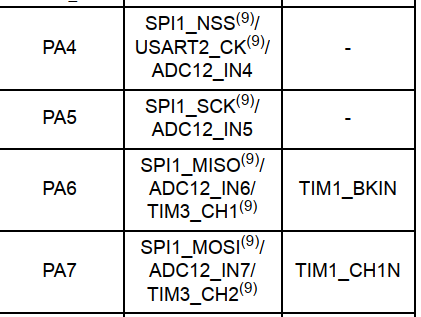 PA4
SPI1_NSS(9)/
USART2_CK(9)/
ADC12_IN4
-
PA5
SPI1_SCK(9)/
ADC12_IN5
-
PA6
SPI1_MISO(9)/
ADC12_IN6/
TIM3_CH1(9)
TIM1_BKIN
PA7
SPI1_MOSI(9)/
ADC12_IN7/
TIM3_CH2(9)
TIM1_CH1N